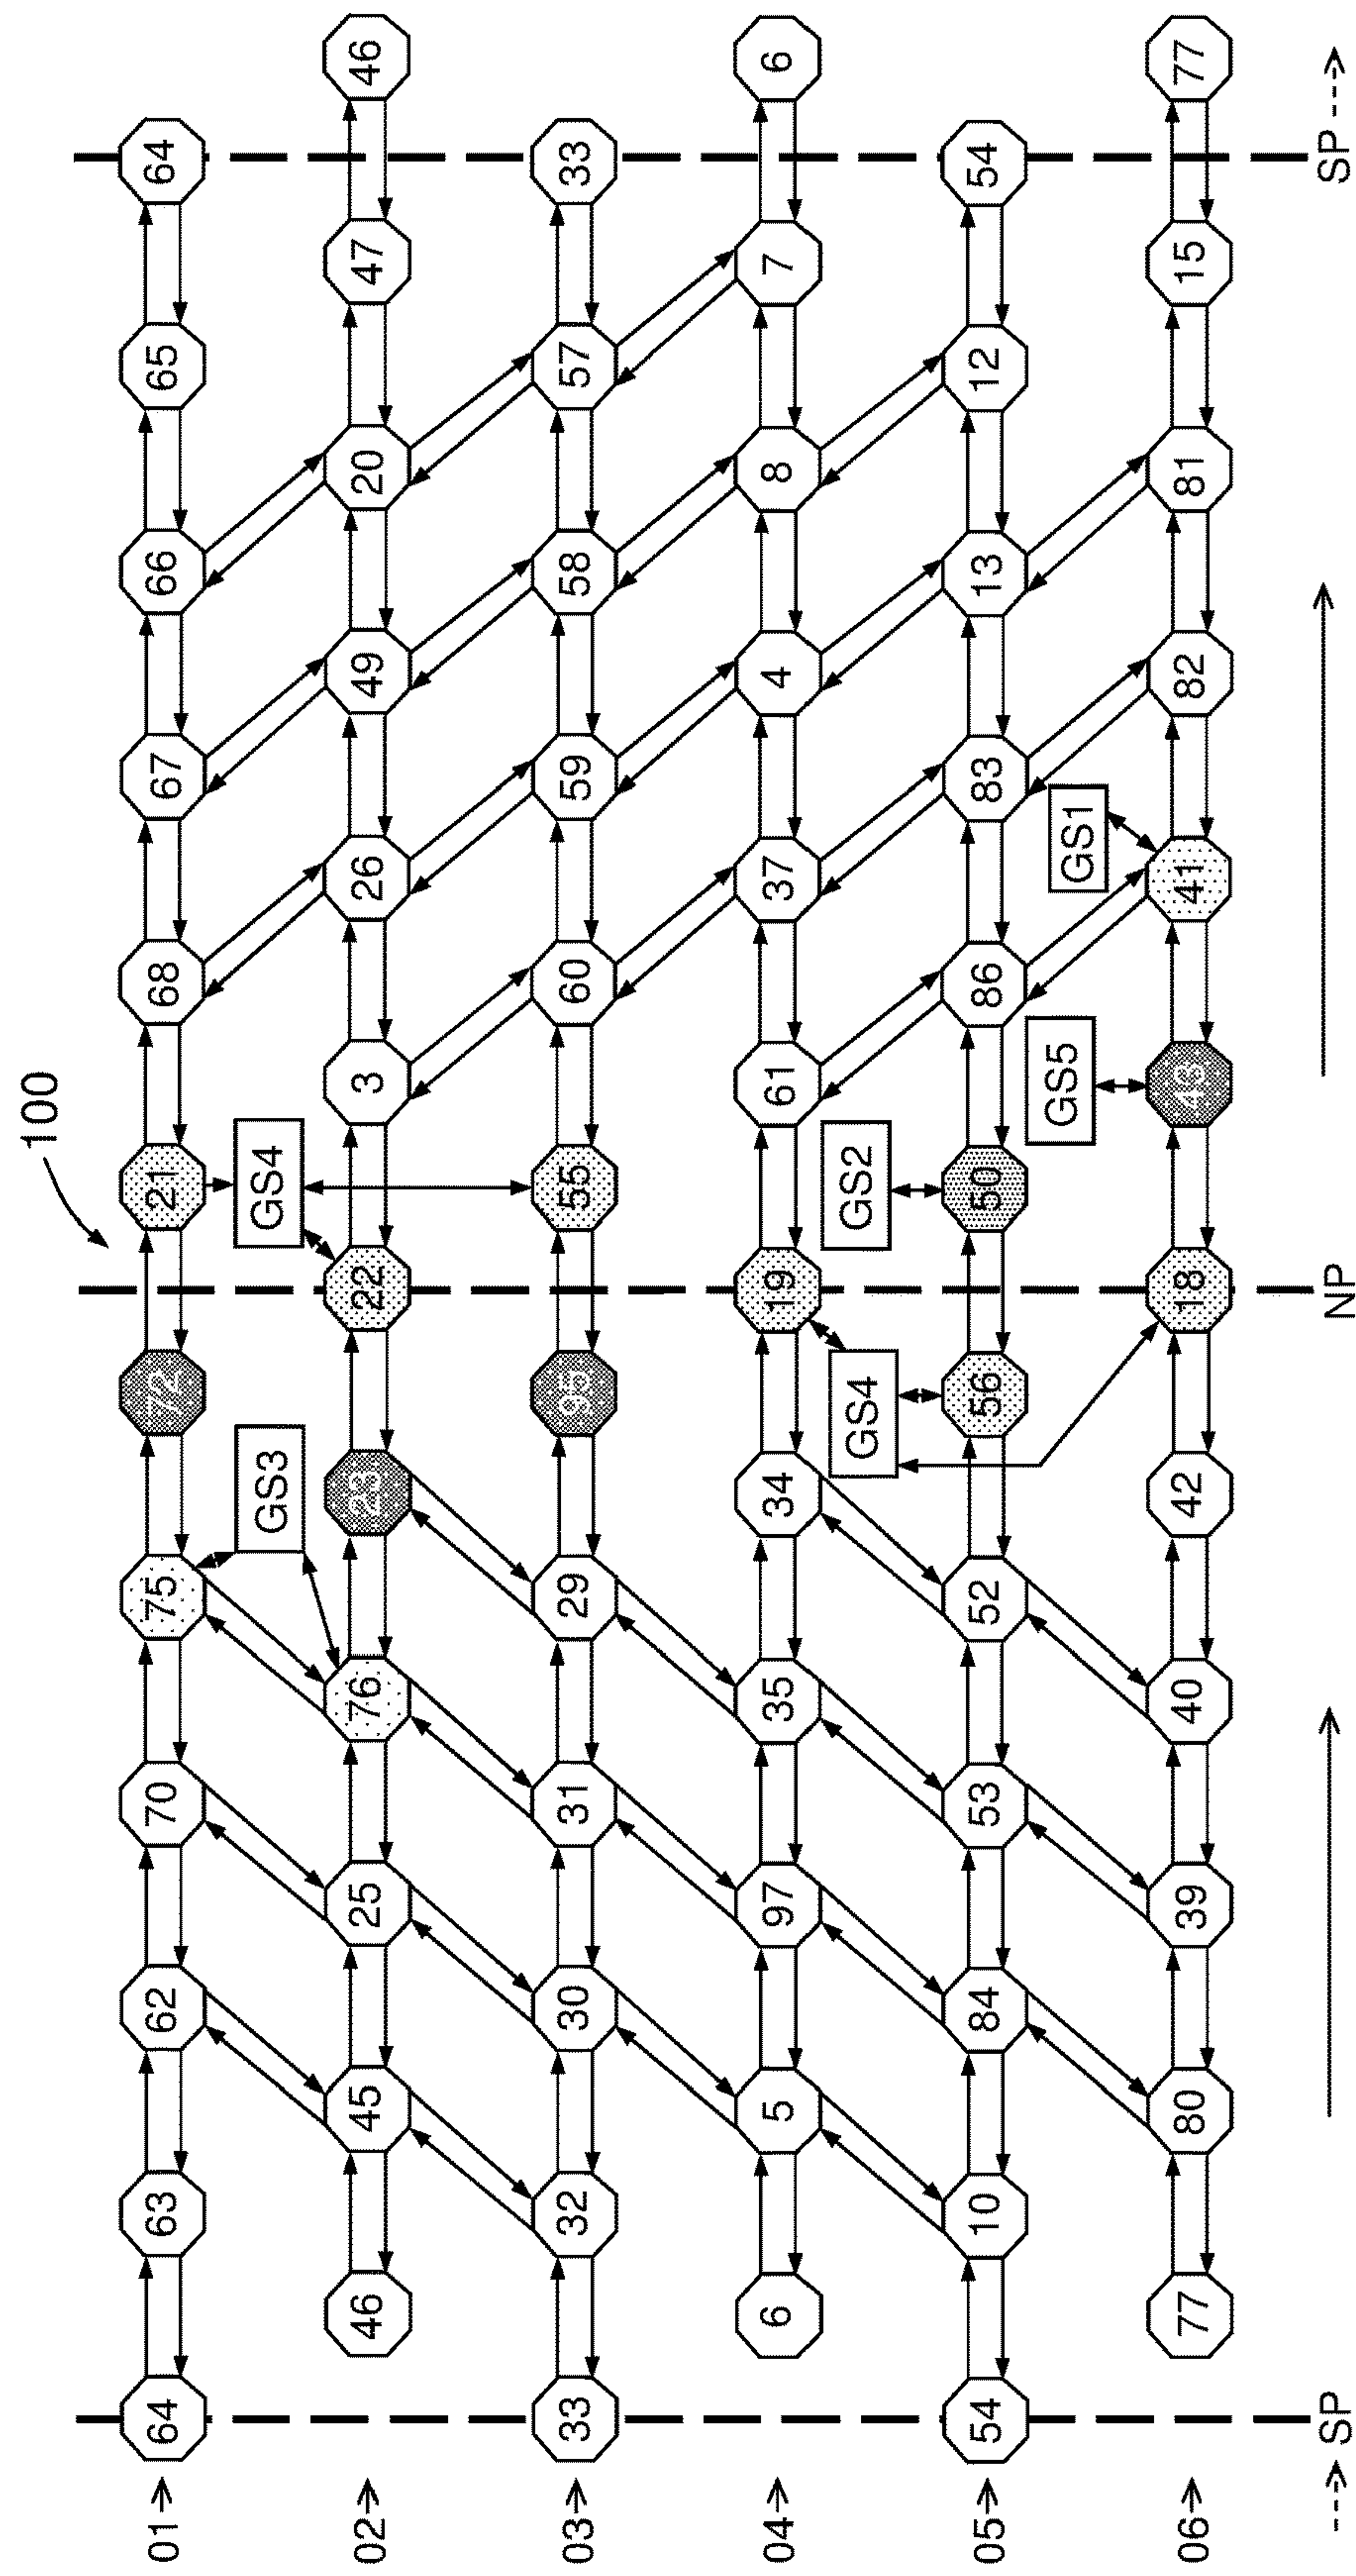 100
01 64 63 62 70 75 72 21 68 67 66 65 64
GS3 GS4
02 46 45 25 76 23 22 3 26 49 20 47 46
03 33 32 30 31 29 95 55 60 59 58 57 33
04 6 5 97 35 34 19 61 37 4 8 7 6
GS4 GS2
05 54 10 84 53 52 56 50 86 83 13 12 54
GS5 GS1
06 77 80 39 40 42 18 43 41 82 81 15 77
SP NP SP